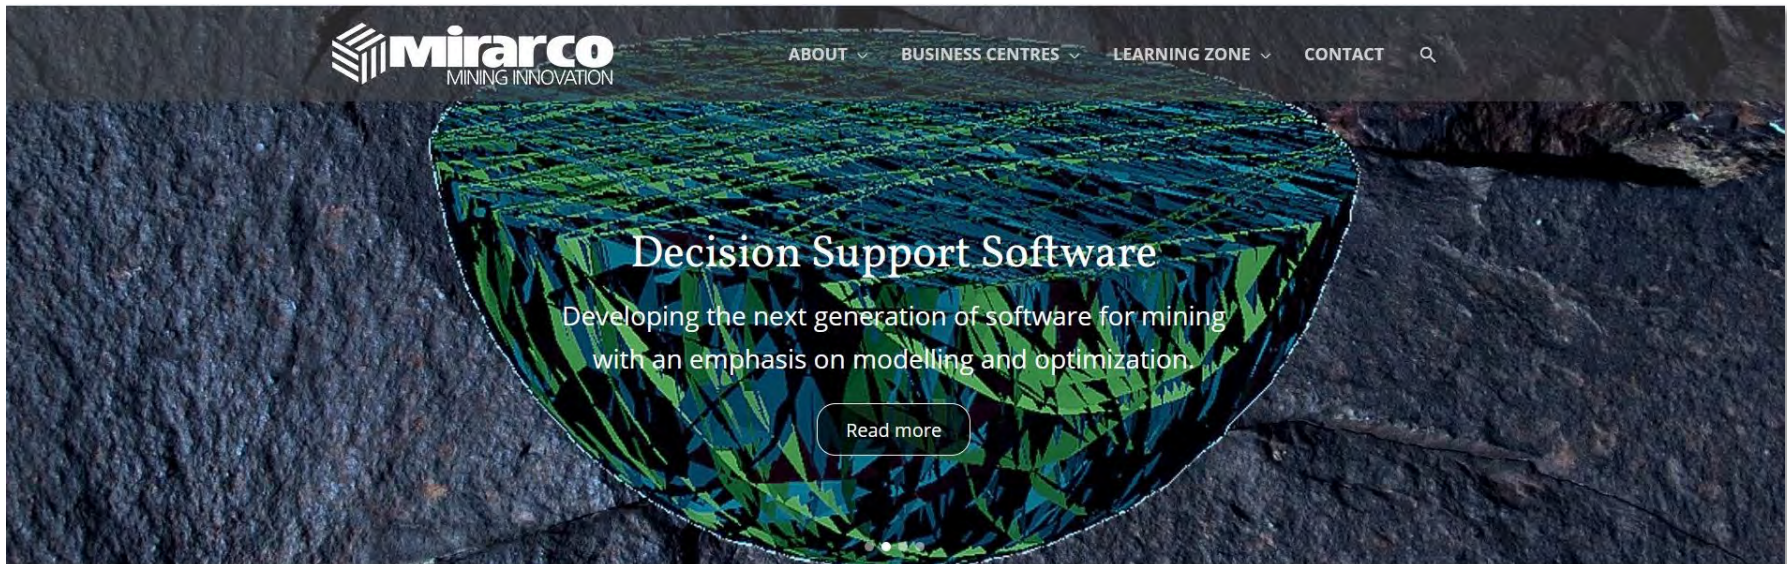 mirarco
MINING INNOVATION
ABOUT
BUSINESS CENTRES
LEARNING ZONE
CONTACT
Decision Support Software
Developing the next generation of software for mining
with an emphasis on modelling and optimization.
Read more